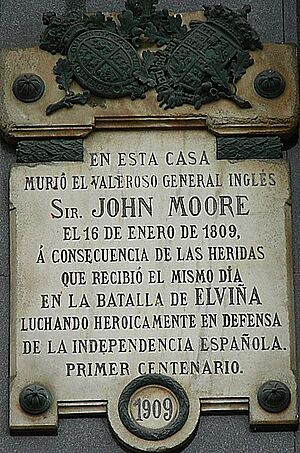 EN ESTA CASA
MURIÓ EL VALEROSO GENERAL INGLÉS
SIR. JOHN MOORE
EL 16 DE ENERO DE 1809,
Á CONSECUENCIA DE LAS HERIDAS
QUE RECIBIÓ EL MISMO DÍA
EN LA BATALLA DE ELVIÑA
LUCHANDO HEROICAMENTE EN DEFENSA
DE LA INDEPENDENCIA ESPAÑOLA.
PRIMER CENTENARIO.
1909